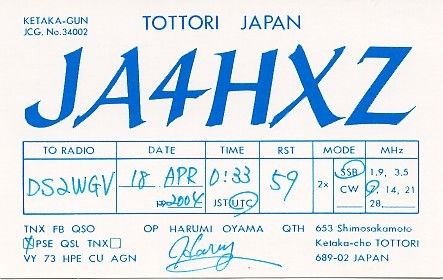 KETAKA-GUN
JCG. No.34002
TOTTORI JAPAN
JA4HXZ
TO RADIO DATE TIME RST MODE MHz
DS2WGV 18 APR 2004 0:33 JST UTC 59 2x SSB CW 1.9, 3.5
7, 14, 21
28,
TNX FB QSO OP HARUMI OYAMA QTH 653 Shimosakamoto
PSE QSL TNX Ketaka-cho TOTTORI
VY 73 HPE CU AGN 689-02 JAPAN